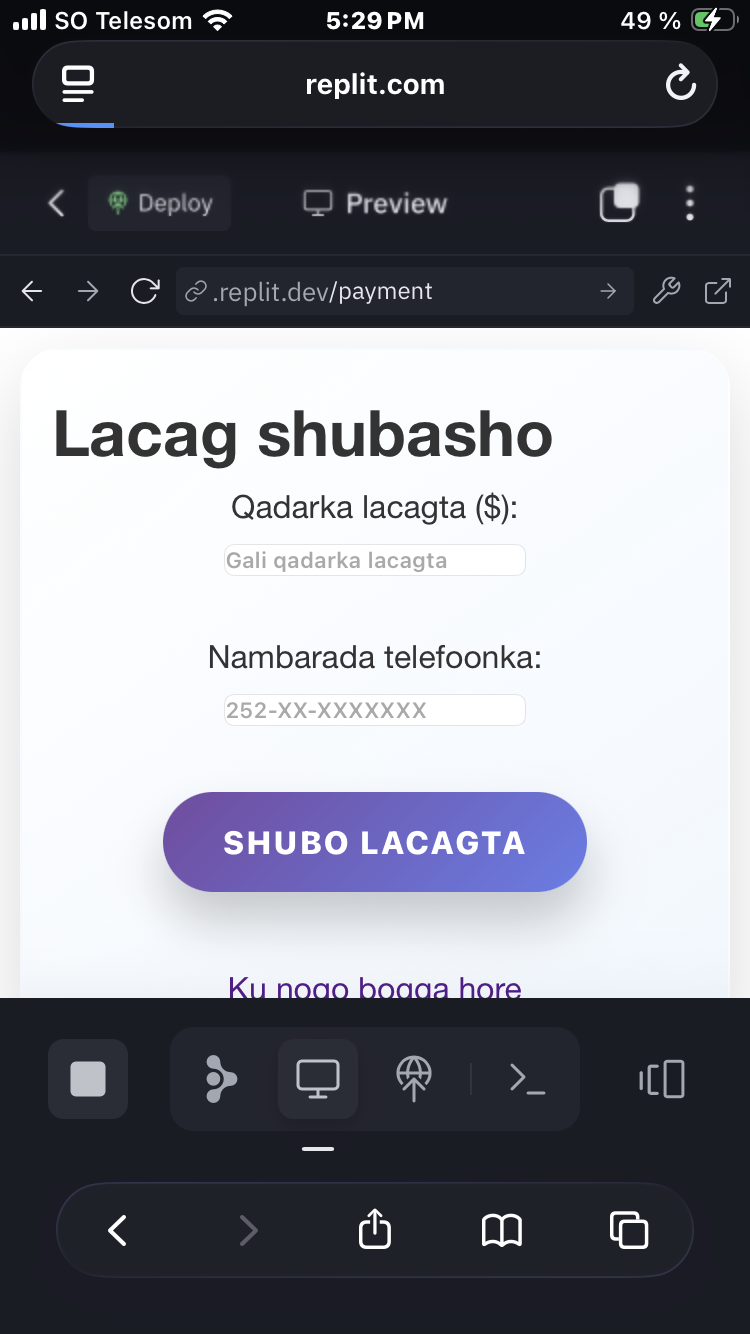 SO Telesom 5:29 PM 49 %
replit.com
Deploy Preview
.replit.dev/payment
Lacag shubasho
Qadarka lacagta ($):
Gali qadarka lacagta
Nambarada telefoonka:
252-XX-XXXXXXX
SHUBO LACAGTA
Ku nogo bogga hore